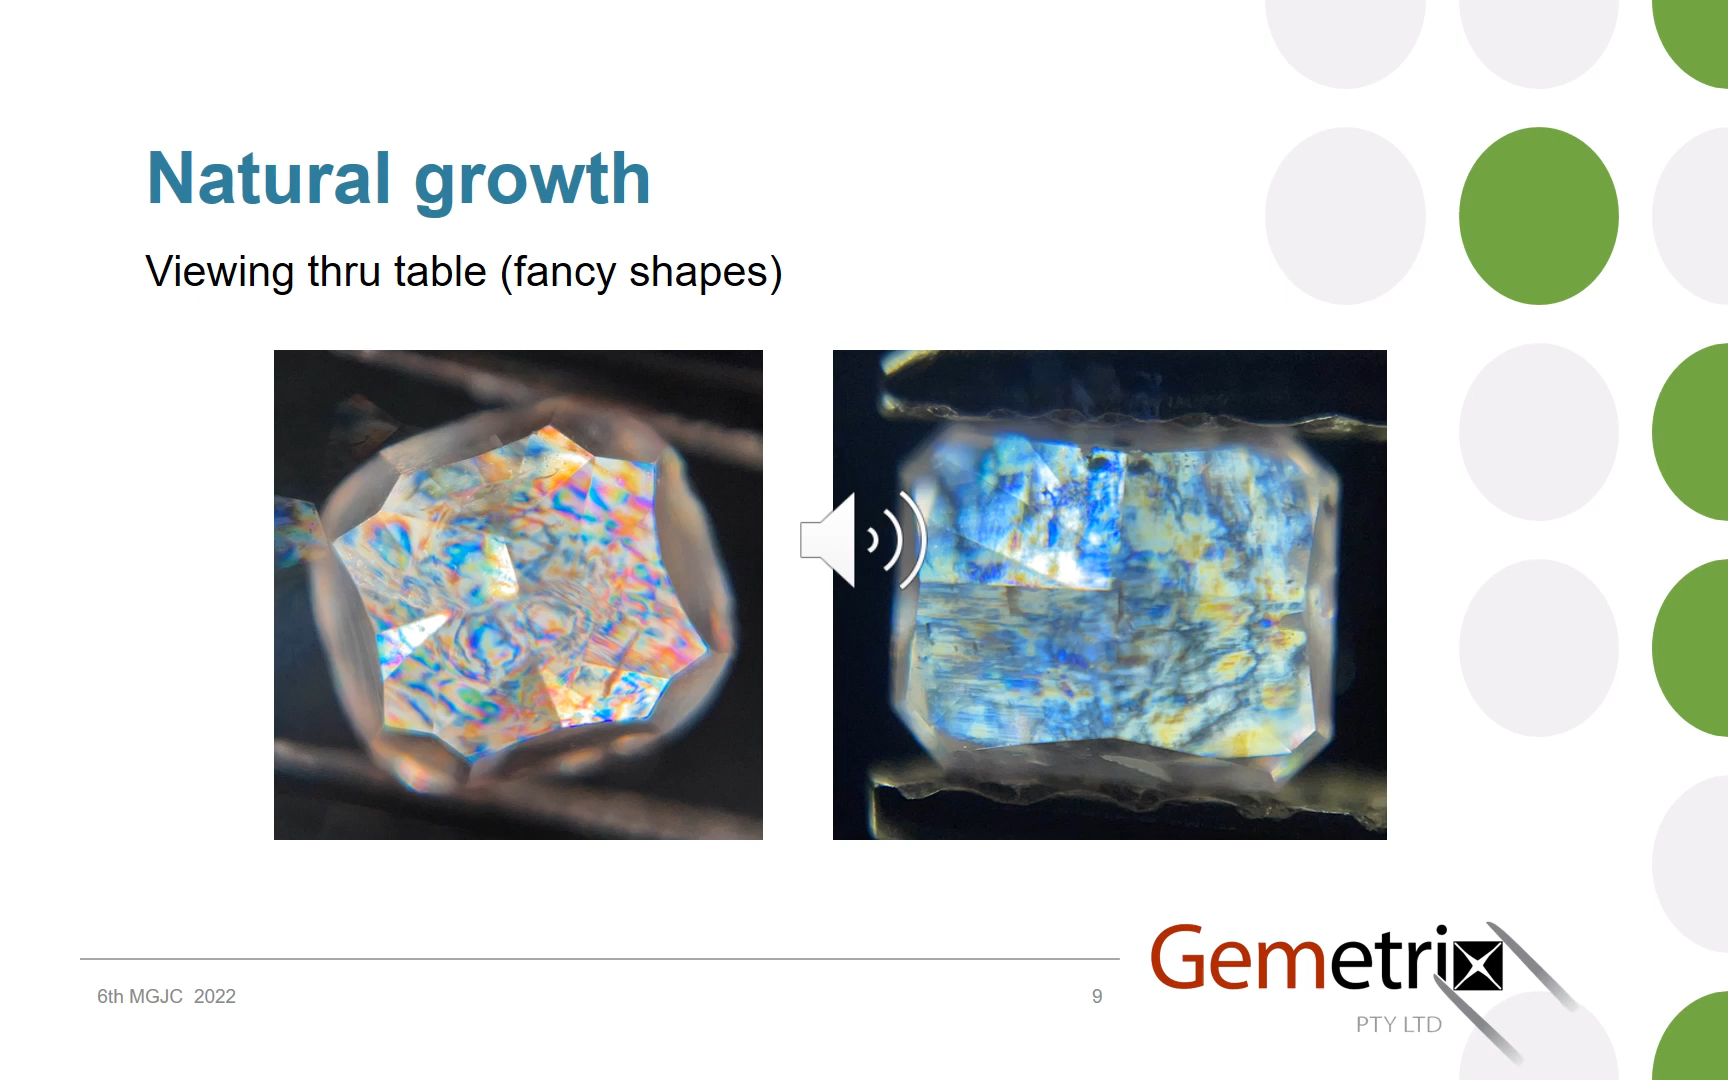 Natural growth
Viewing thru table (fancy shapes)
6th MGJC  2022
9
Gemetrix
PTY LTD